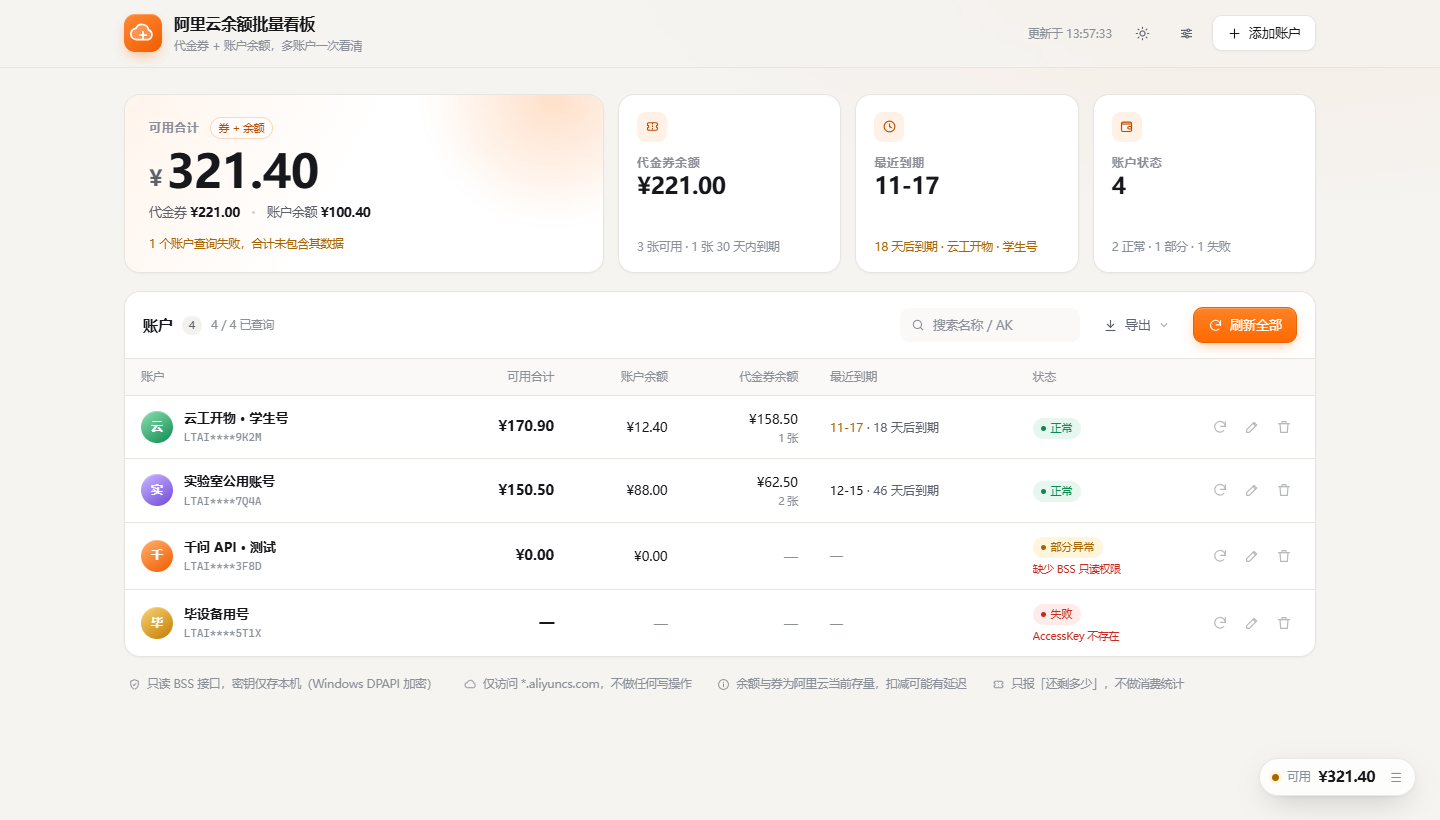 阿里云余额批量看板
代金券 + 账户余额，多账户一次看清
更新于 13:57:33
添加账户
可用合计 券 + 余额
¥321.40
代金券 ¥221.00 · 账户余额 ¥100.40
1 个账户查询失败，合计未包含其数据
代金券余额
¥221.00
3 张可用 · 1 张 30 天内到期
最近到期
11-17
18 天后到期 · 云工开物 · 学生号
账户状态
4
2 正常 · 1 部分 · 1 失败
账户 4 4 / 4 已查询
搜索名称 / AK
导出
刷新全部
账户 可用合计 账户余额 代金券余额 最近到期 状态
云 云工开物 • 学生号 ¥170.90 ¥12.40 ¥158.50 11-17 · 18 天后到期 正常
LTAI****9K2M 1 张
实 实验室公用账号 ¥150.50 ¥88.00 ¥62.50 12-15 · 46 天后到期 正常
LTAI****7Q4A 2 张
千 千问 API • 测试 ¥0.00 ¥0.00 — — 部分异常
LTAI****3F8D 缺少 BSS 只读权限
毕 毕设备用号 — — — — 失败
LTAI****5T1X AccessKey 不存在
只读 BSS 接口，密钥仅存本机（Windows DPAPI 加密）
仅访问 *.aliyuncs.com，不做任何写操作
余额与券为阿里云当前存量，扣减可能有延迟
只报「还剩多少」，不做消费统计
可用 ¥321.40